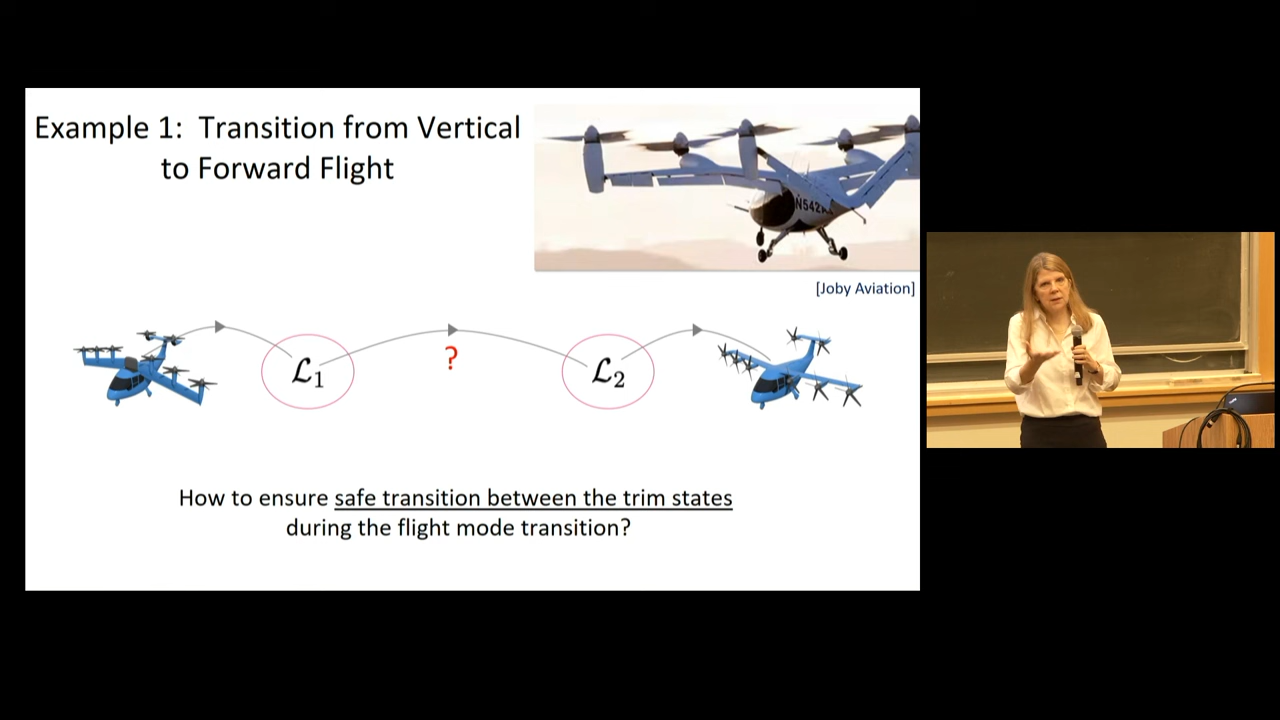 Example 1: Transition from Vertical
to Forward Flight
N542
[Joby Aviation]
ℒ1
?
ℒ2
How to ensure safe transition between the trim states
during the flight mode transition?